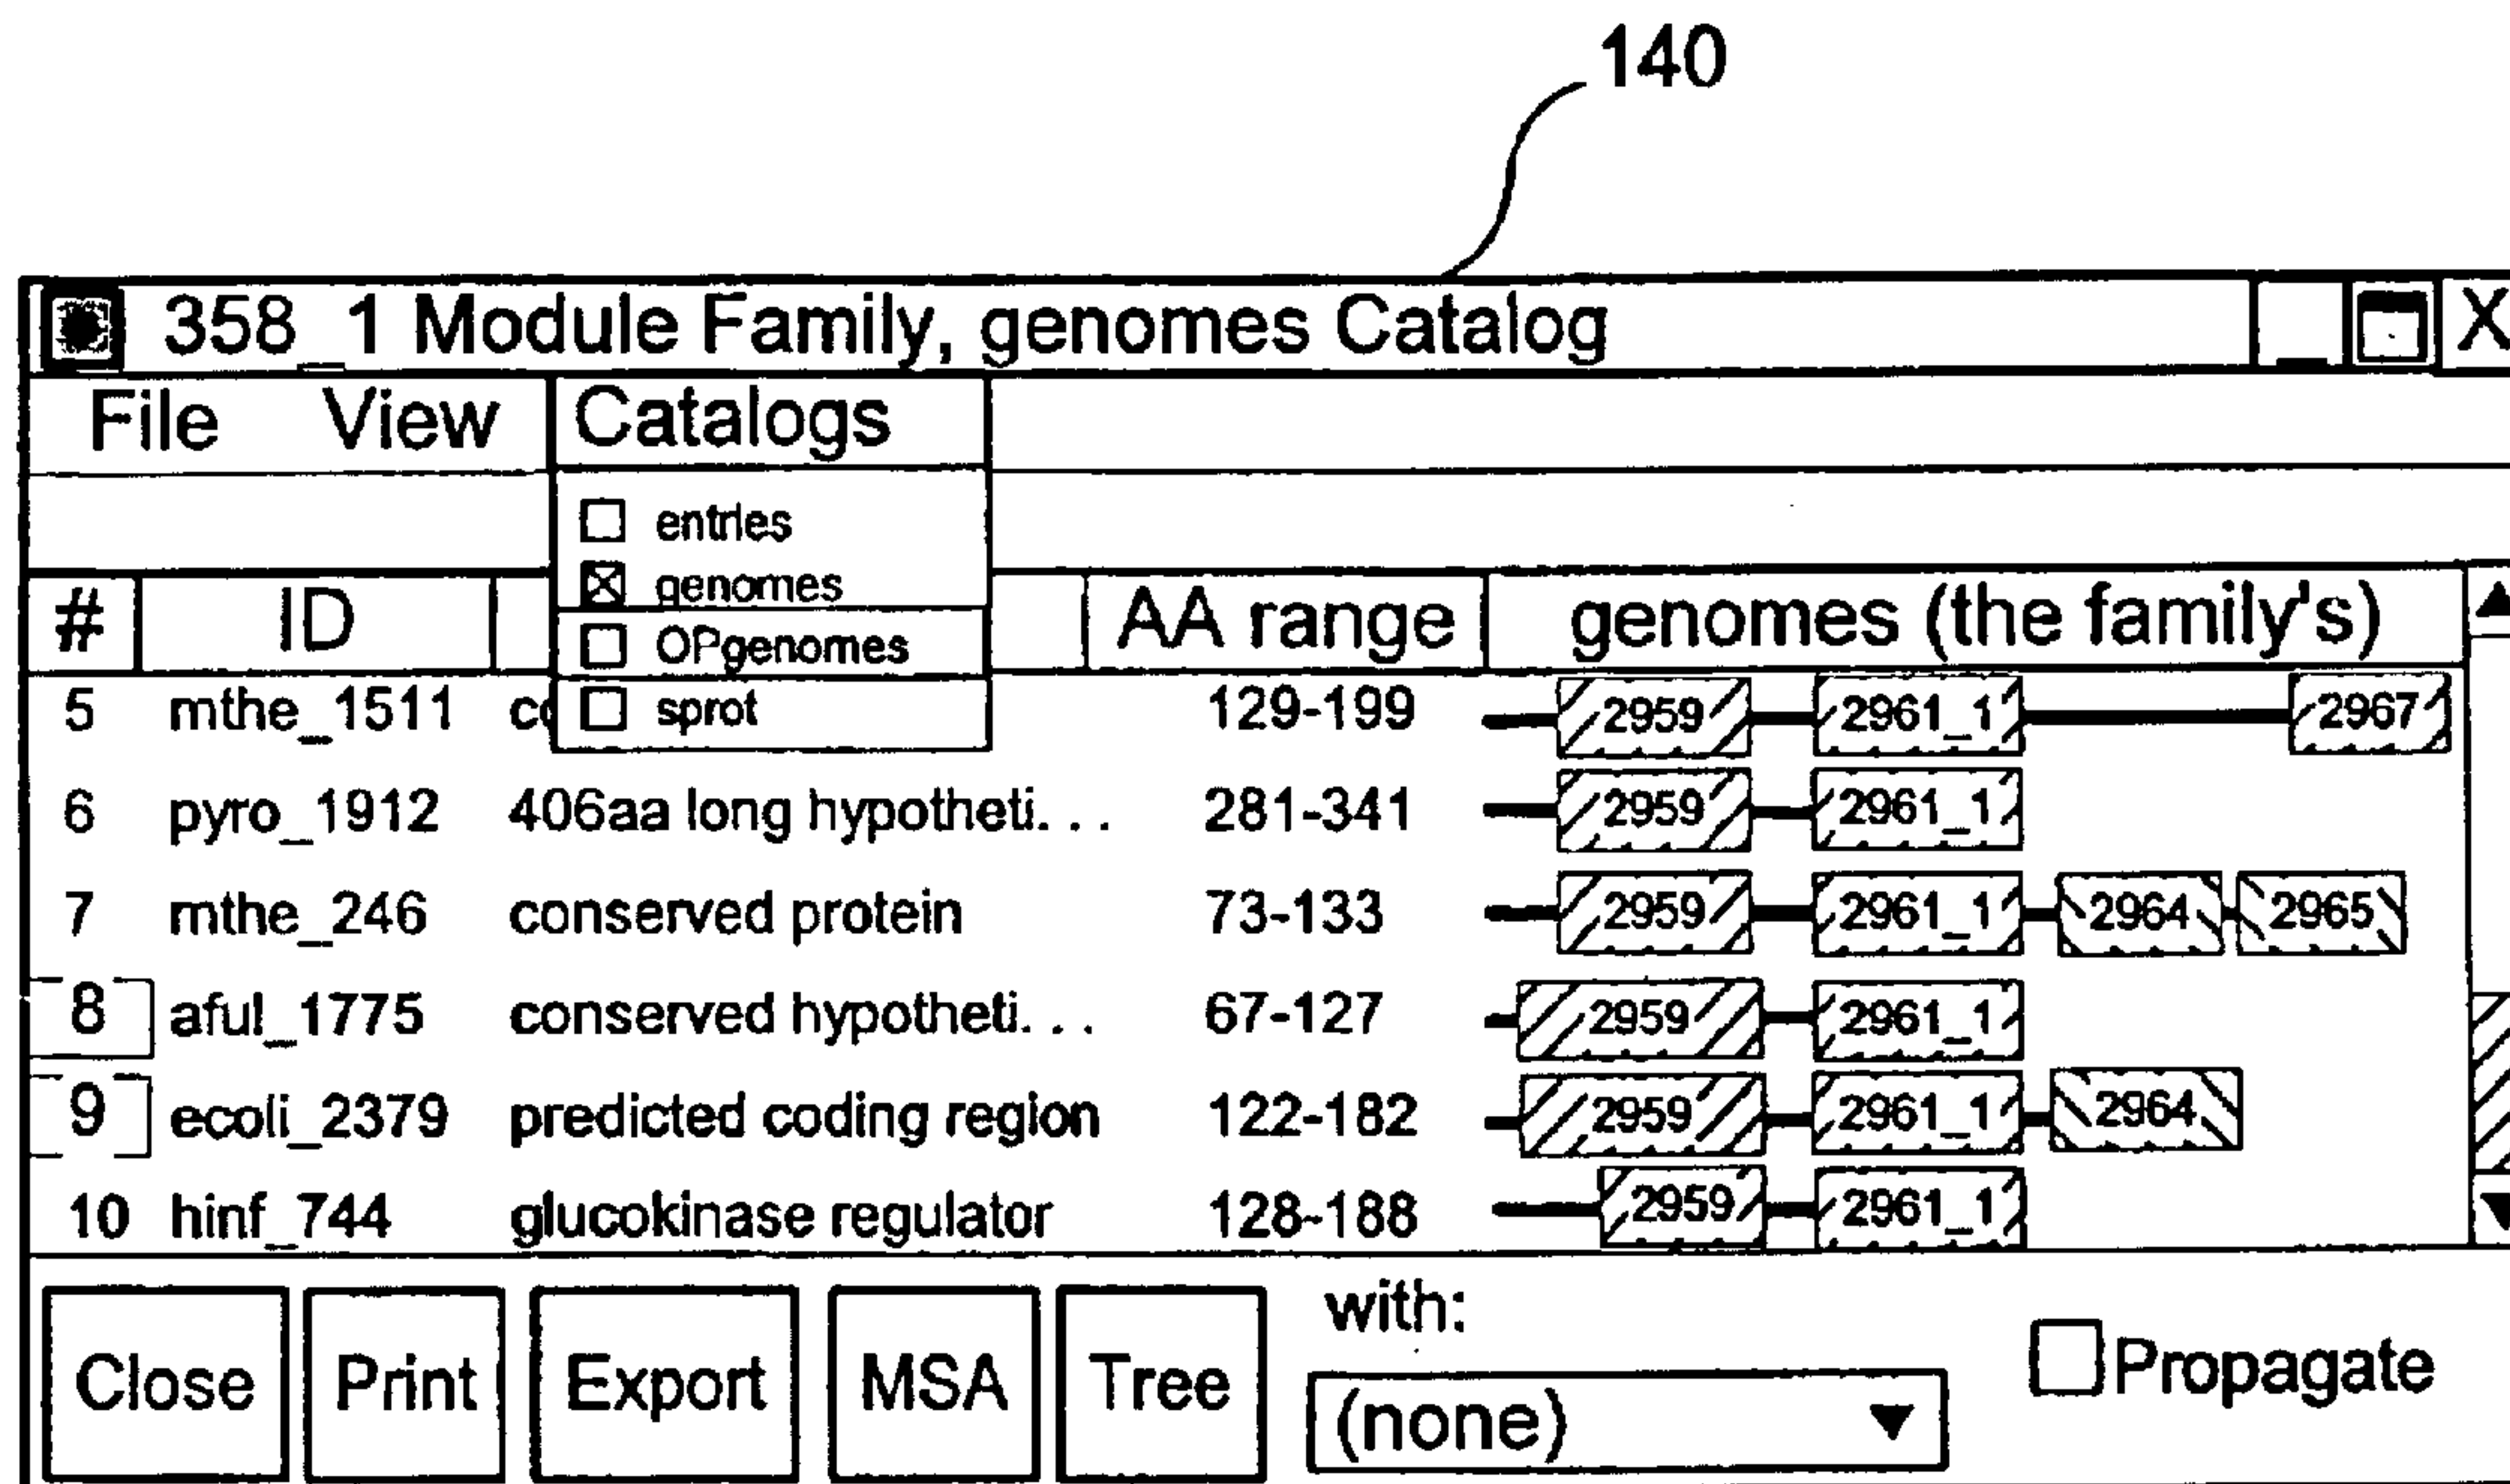 140
358_1 Module Family, genomes Catalog _ X
File View Catalogs
entries
genomes
# ID AA range genomes (the family's)
OPgenomes
5 mthe_1511 129-199 2959 2961_1 2967
sprot
6 pyro_1912 406aa long hypotheti. . . 281-341 2959 2961_1
7 mthe_246 conserved protein 73-133 2959 2961_1 2964 2965
8 aful_1775 conserved hypotheti. . . 67-127 2959 2961_1
9 ecoli_2379 predicted coding region 122-182 2959 2961_1 2964
10 hinf_744 glucokinase regulator 128-188 2959 2961_1
with:
Close Print Export MSA Tree (none) Propagate